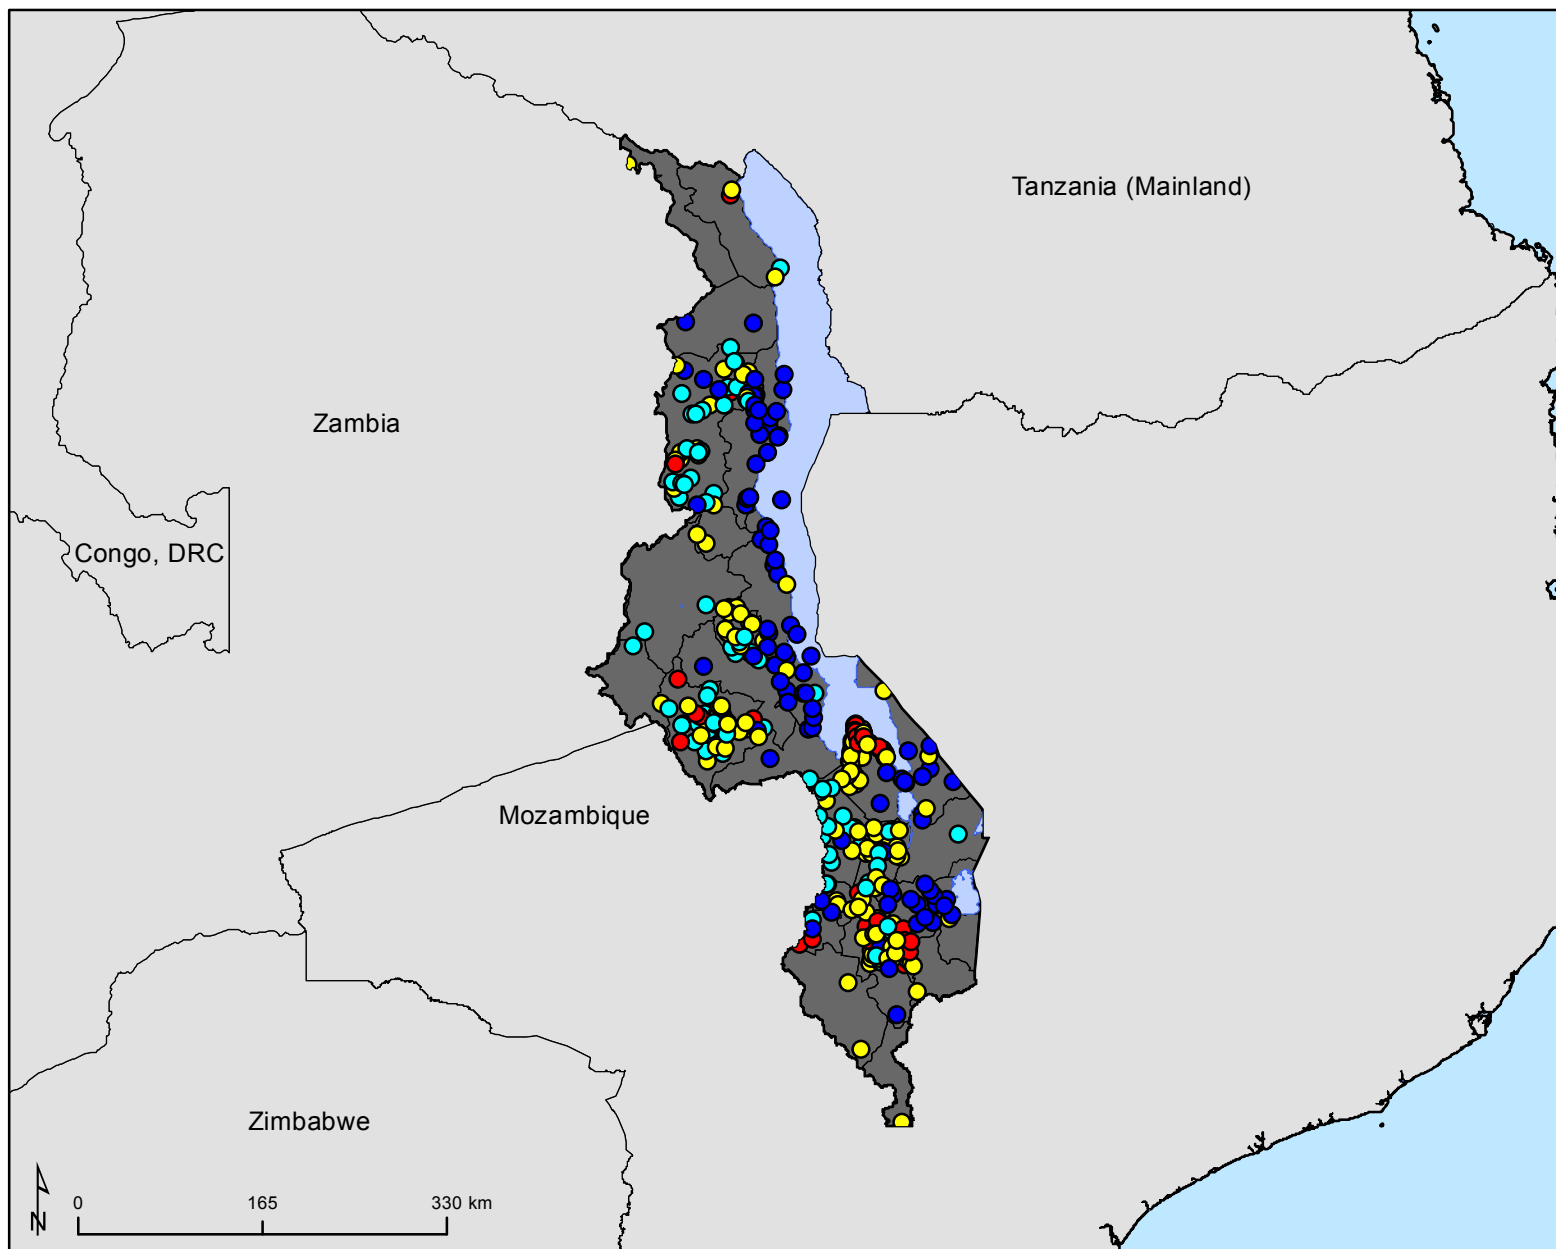 Tanzania (Mainland)
Zambia
Congo, DRC
Mozambique
Zimbabwe
N
0 165 330 km